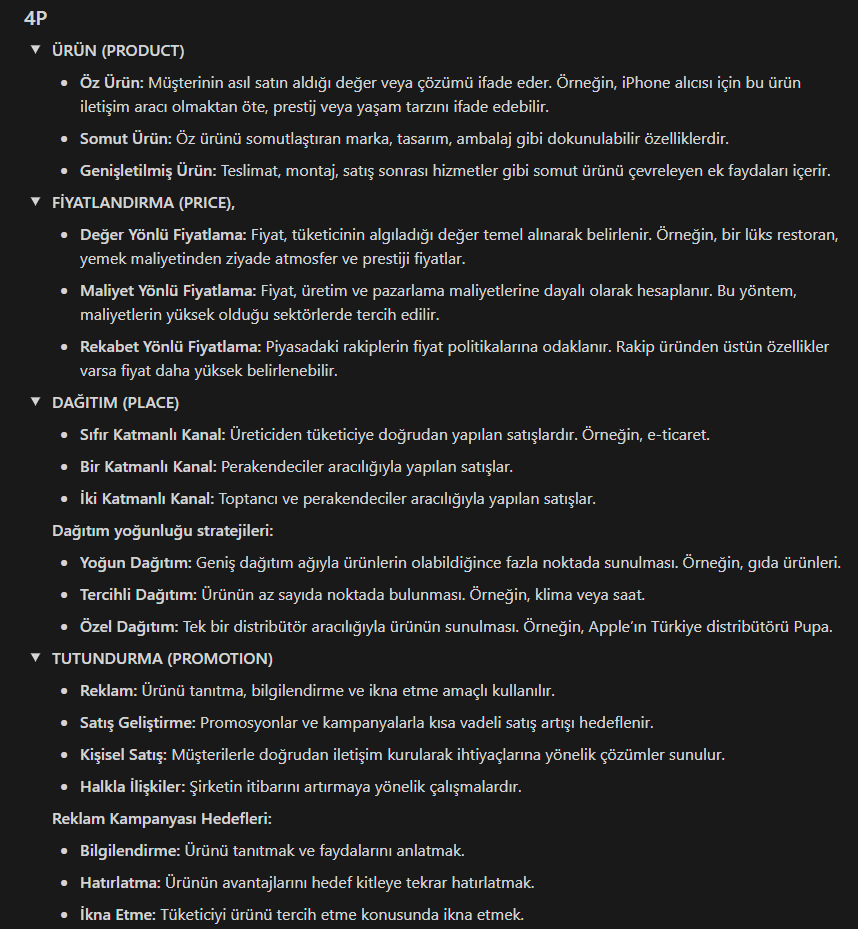 4P
ÜRÜN (PRODUCT)
Öz Ürün: Müşterinin asıl satın aldığı değer veya çözümü ifade eder. Örneğin, iPhone alıcısı için bu ürün
iletişim aracı olmaktan öte, prestij veya yaşam tarzını ifade edebilir.
Somut Ürün: Öz ürünü somutlaştıran marka, tasarım, ambalaj gibi dokunulabilir özelliklerdir.
Genişletilmiş Ürün: Teslimat, montaj, satış sonrası hizmetler gibi somut ürünü çevreleyen ek faydaları içerir.
FİYATLANDIRMA (PRICE),
Değer Yönlü Fiyatlama: Fiyat, tüketicinin algıladığı değer temel alınarak belirlenir. Örneğin, bir lüks restoran,
yemek maliyetinden ziyade atmosfer ve prestiji fiyatlar.
Maliyet Yönlü Fiyatlama: Fiyat, üretim ve pazarlama maliyetlerine dayalı olarak hesaplanır. Bu yöntem,
maliyetlerin yüksek olduğu sektörlerde tercih edilir.
Rekabet Yönlü Fiyatlama: Piyasadaki rakiplerin fiyat politikalarına odaklanır. Rakip üründen üstün özellikler
varsa fiyat daha yüksek belirlenebilir.
DAĞITIM (PLACE)
Sıfır Katmanlı Kanal: Üreticiden tüketiciye doğrudan yapılan satışlardır. Örneğin, e-ticaret.
Bir Katmanlı Kanal: Perakendeciler aracılığıyla yapılan satışlar.
İki Katmanlı Kanal: Toptancı ve perakendeciler aracılığıyla yapılan satışlar.
Dağıtım yoğunluğu stratejileri:
Yoğun Dağıtım: Geniş dağıtım ağıyla ürünlerin olabildiğince fazla noktada sunulması. Örneğin, gıda ürünleri.
Tercihli Dağıtım: Ürünün az sayıda noktada bulunması. Örneğin, klima veya saat.
Özel Dağıtım: Tek bir distribütör aracılığıyla ürünün sunulması. Örneğin, Apple'ın Türkiye distribütörü Pupa.
TUTUNDURMA (PROMOTION)
Reklam: Ürünü tanıtma, bilgilendirme ve ikna etme amaçlı kullanılır.
Satış Geliştirme: Promosyonlar ve kampanyalarla kısa vadeli satış artışı hedeflenir.
Kişisel Satış: Müşterilerle doğrudan iletişim kurularak ihtiyaçlarına yönelik çözümler sunulur.
Halkla İlişkiler: Şirketin itibarını artırmaya yönelik çalışmalardır.
Reklam Kampanyası Hedefleri:
Bilgilendirme: Ürünü tanıtmak ve faydalarını anlatmak.
Hatırlatma: Ürünün avantajlarını hedef kitleye tekrar hatırlatmak.
İkna Etme: Tüketiciyi ürünü tercih etme konusunda ikna etmek.